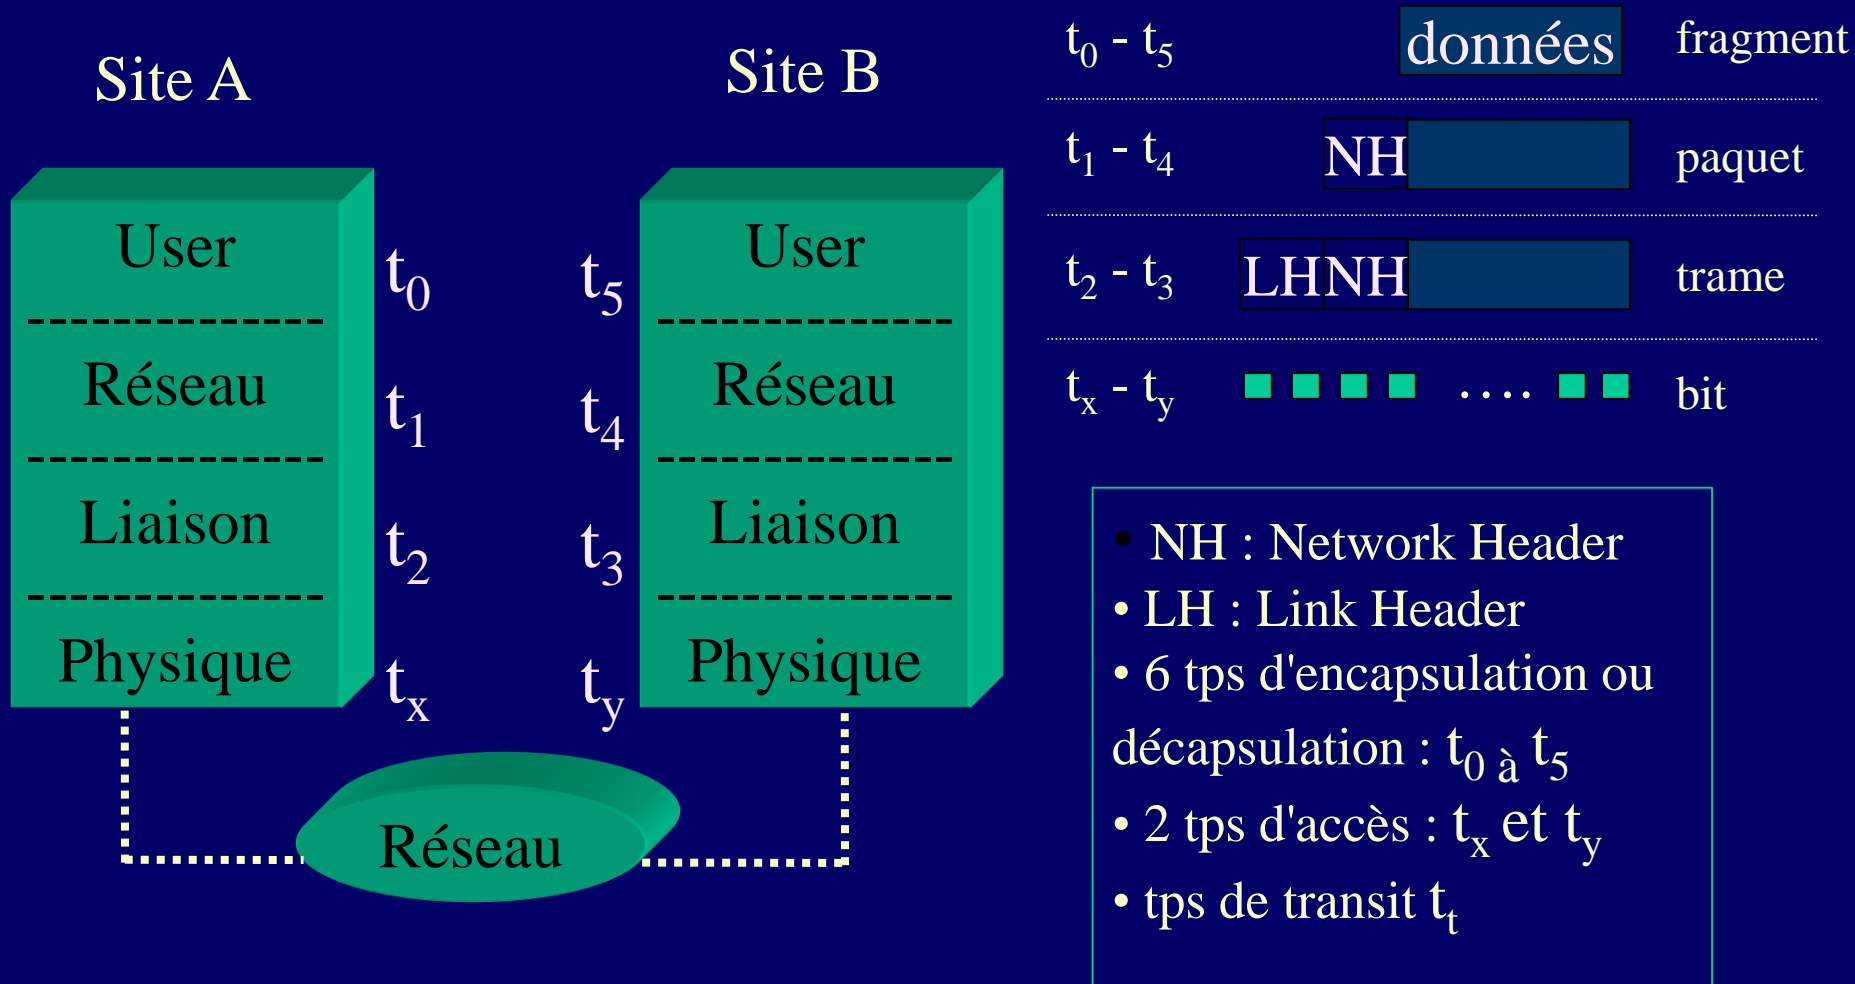 Site A
User
Réseau
Liaison
Physique
t0
t1
t2
tx
Site B
User
Réseau
Liaison
Physique
t5
t4
t3
ty
Réseau
t0 - t5 données fragment
t1 - t4 NH paquet
t2 - t3 LH NH trame
tx - ty .... bit
• NH : Network Header
• LH : Link Header
• 6 tps d'encapsulation ou
décapsulation : t0 à t5
• 2 tps d'accès : tx et ty
• tps de transit tt